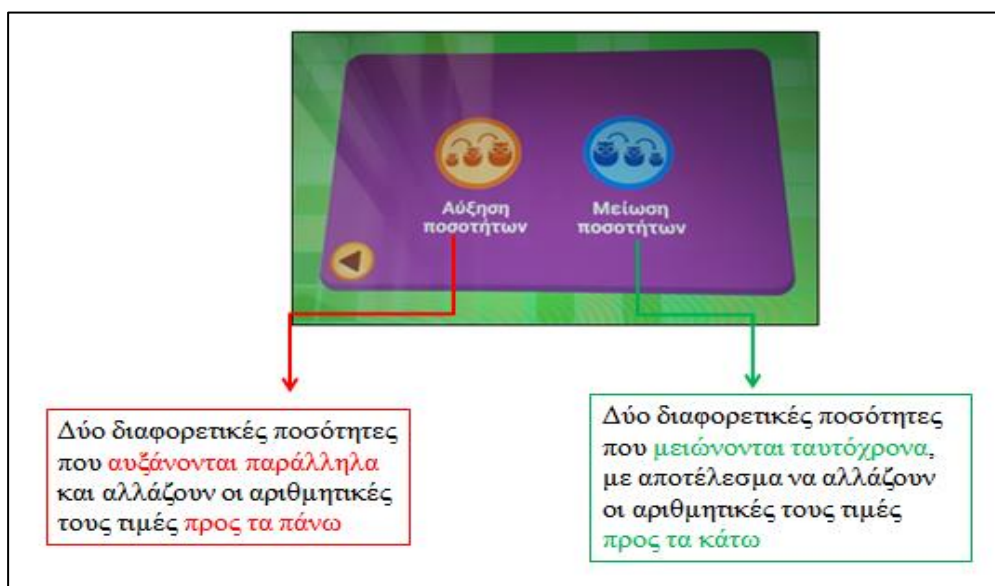 Αύξηση
ποσοτήτων
Μείωση
ποσοτήτων
Δύο διαφορετικές ποσότητες
που αυξάνονται παράλληλα
και αλλάζουν οι αριθμητικές
τους τιμές προς τα πάνω
Δύο διαφορετικές ποσότητες
που μειώνονται ταυτόχρονα,
με αποτέλεσμα να αλλάζουν
οι αριθμητικές τους τιμές
προς τα κάτω